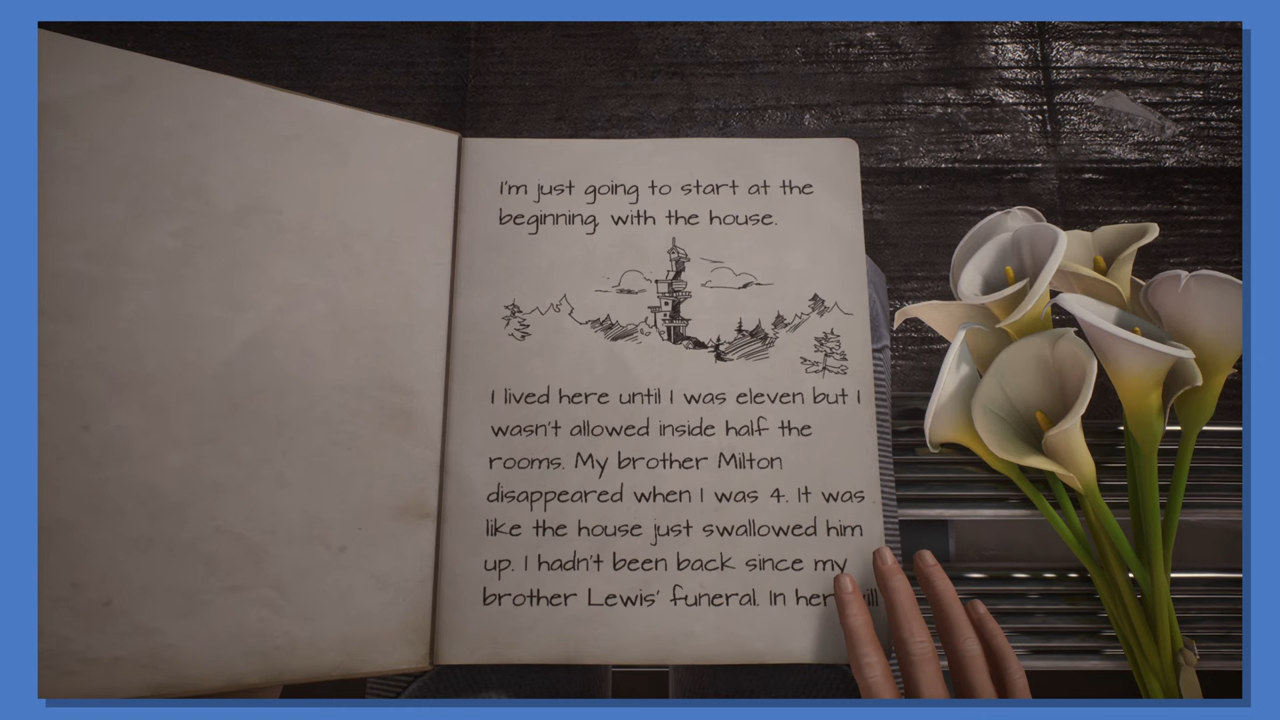 I'm just going to start at the
beginning, with the house.
I lived here until I was eleven but I
wasn't allowed inside half the
rooms. My brother Milton
disappeared when I was 4. It was
like the house just swallowed him
up. I hadn't been back since my
brother Lewis' funeral. In her